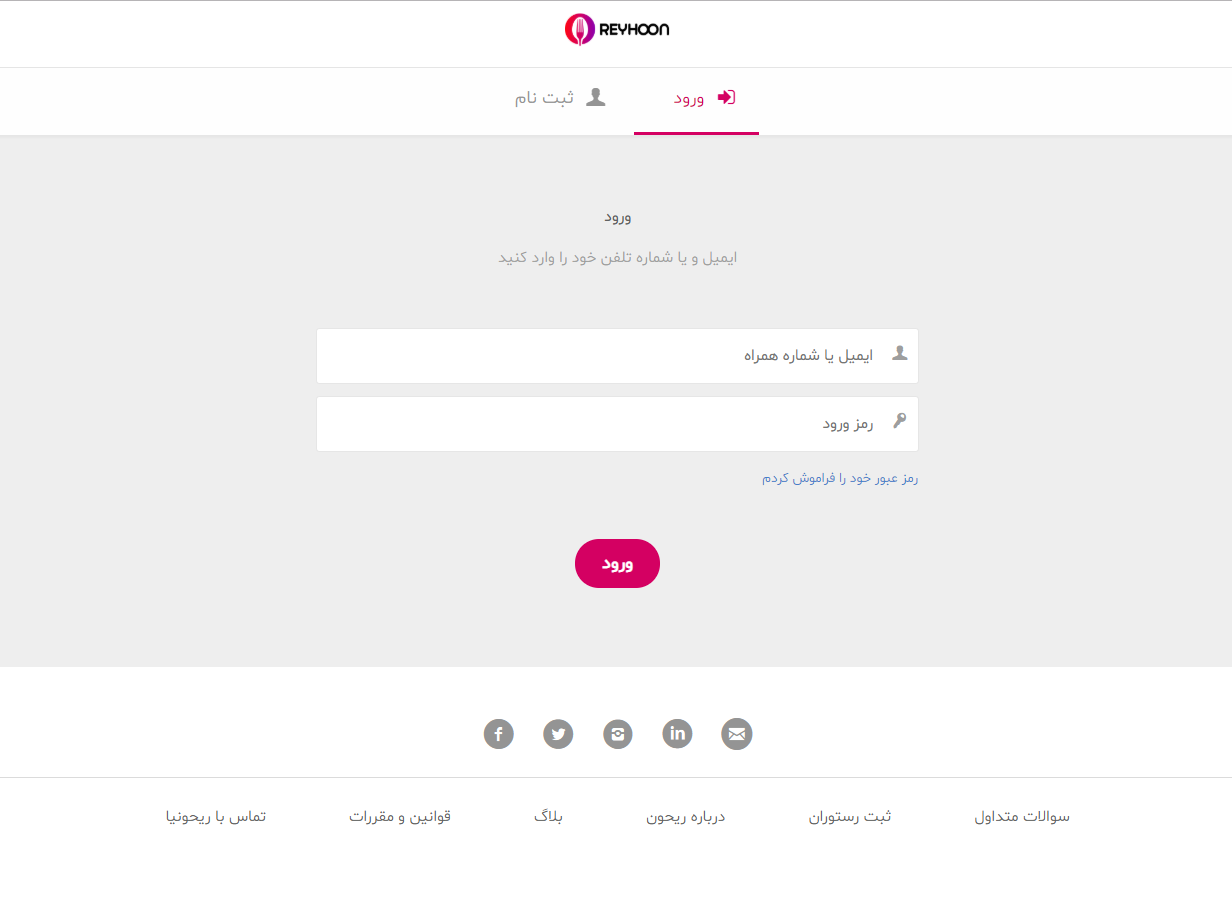 REYHOON
ورود
ثبت نام
ورود
ایمیل و یا شماره تلفن خود را وارد کنید
ایمیل یا شماره همراه
رمز ورود
رمز عبور خود را فراموش کردم
ورود
سوالات متداول
ثبت رستوران
درباره ریحون
بلاگ
قوانین و مقررات
تماس با ریحونیا